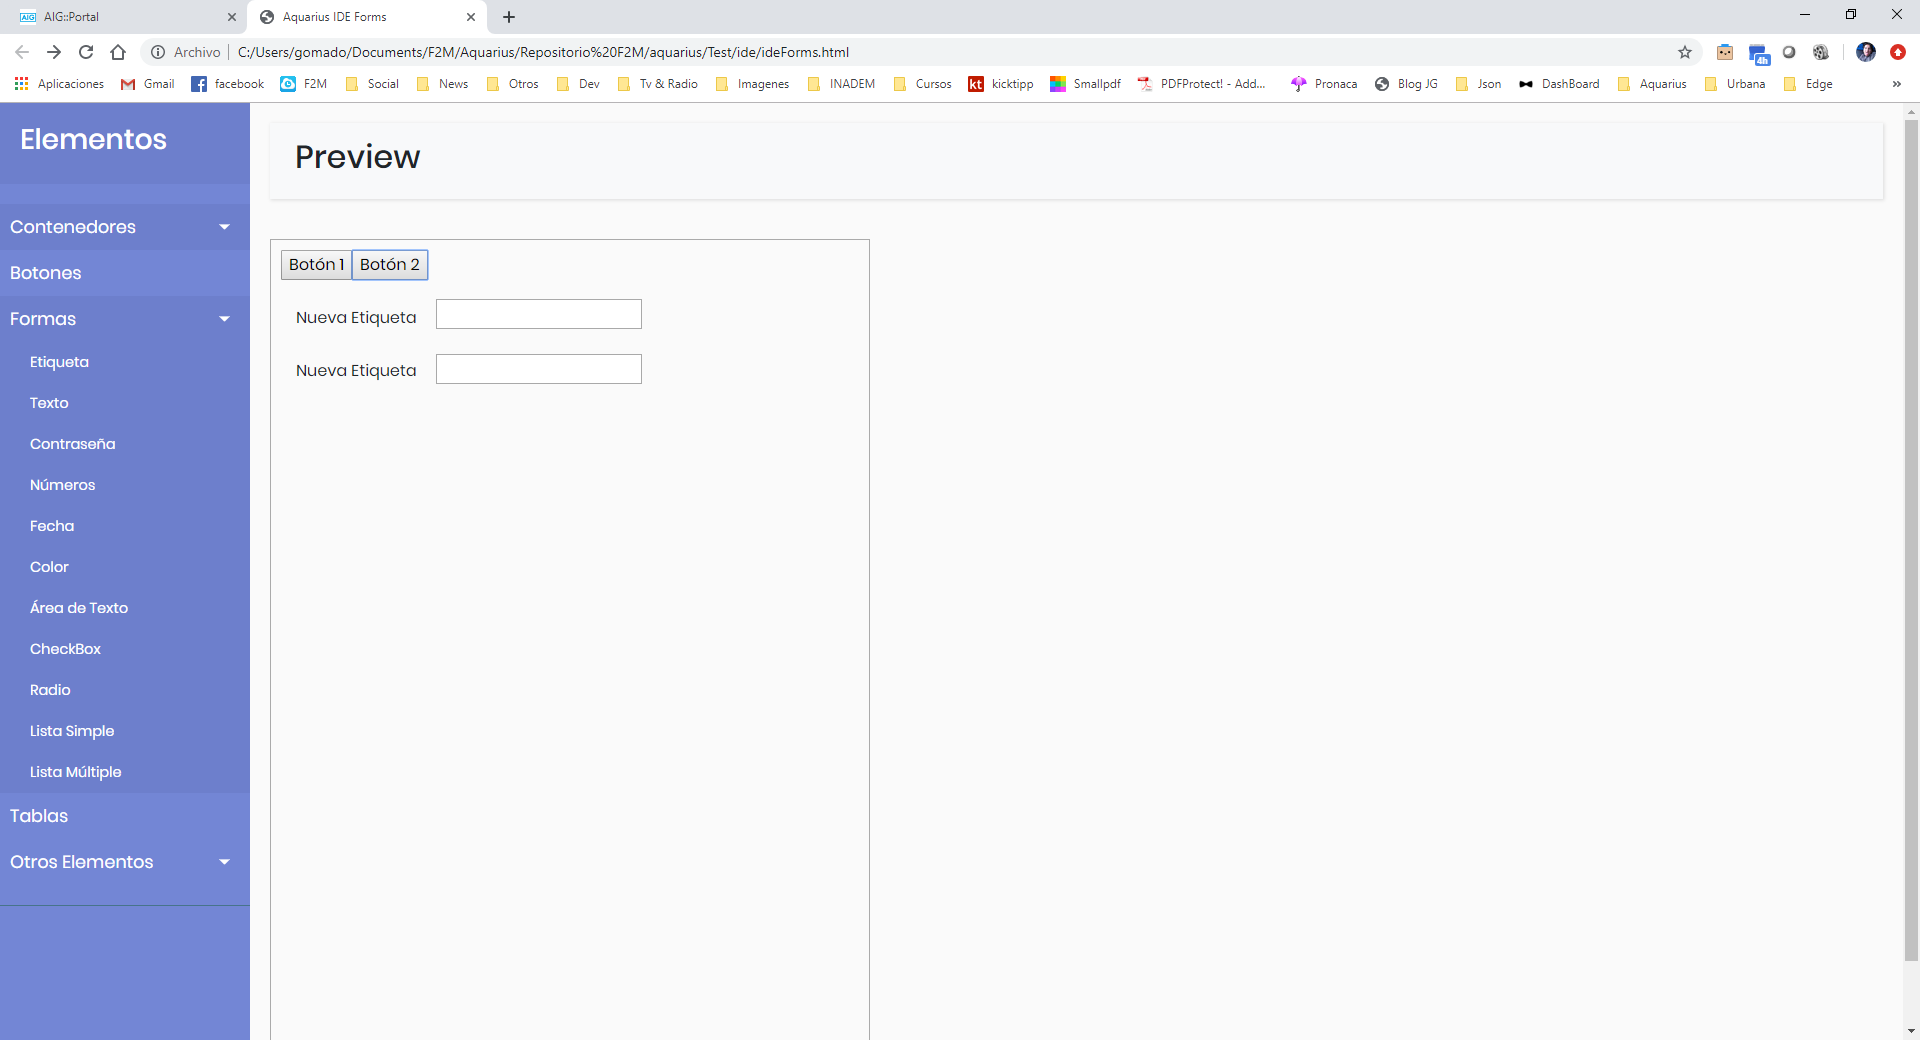 AIG AIG::Portal
Aquarius IDE Forms
Archivo C:/Users/gomado/Documents/F2M/Aquarius/Repositorio%20F2M/aquarius/Test/ide/ideForms.html
4h
Aplicaciones Gmail facebook F2M Social News Otros Dev Tv & Radio Imagenes INADEM Cursos kt kicktipp Smallpdf PDFProtect! - Add... Pronaca Blog JG Json DashBoard Aquarius Urbana Edge »
Elementos
Preview
Contenedores
Botones
Formas
Etiqueta
Texto
Contraseña
Números
Fecha
Color
Área de Texto
CheckBox
Radio
Lista Simple
Lista Múltiple
Tablas
Otros Elementos
Botón 1 Botón 2
Nueva Etiqueta
Nueva Etiqueta